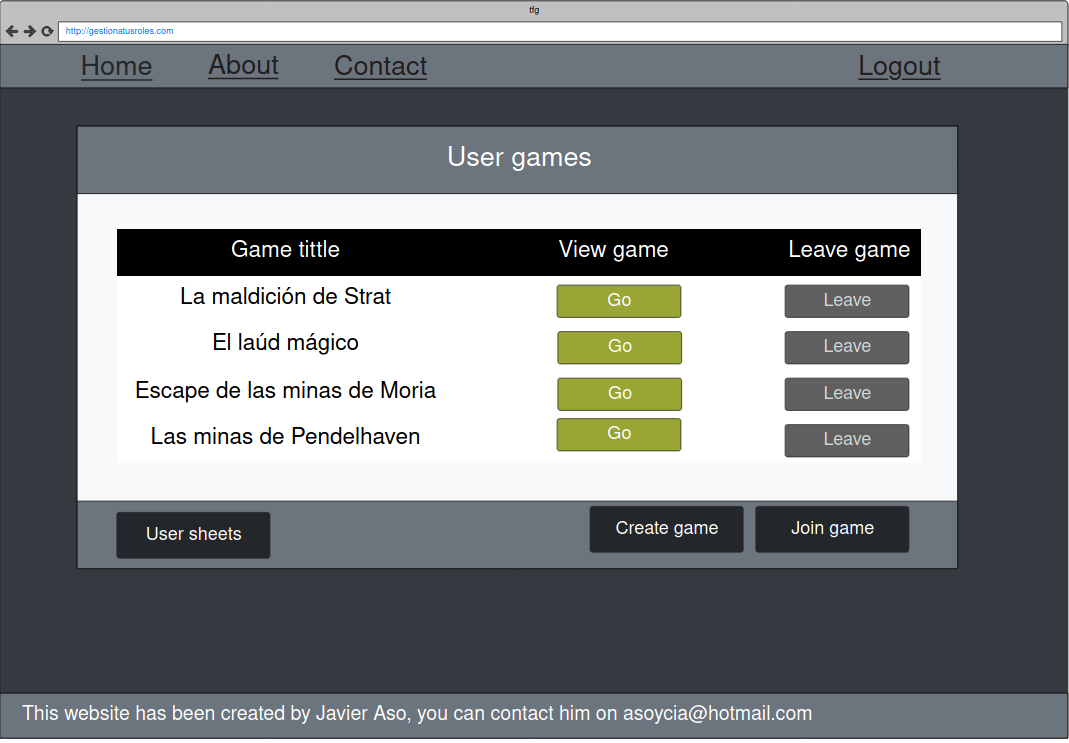 tfg
http://gestionatusroles.com
Home About Contact Logout
User games
Game tittle View game Leave game
La maldición de Strat Go Leave
El laúd mágico Go Leave
Escape de las minas de Moria Go Leave
Las minas de Pendelhaven Go Leave
User sheets Create game Join game
This website has been created by Javier Aso, you can contact him on asoycia@hotmail.com